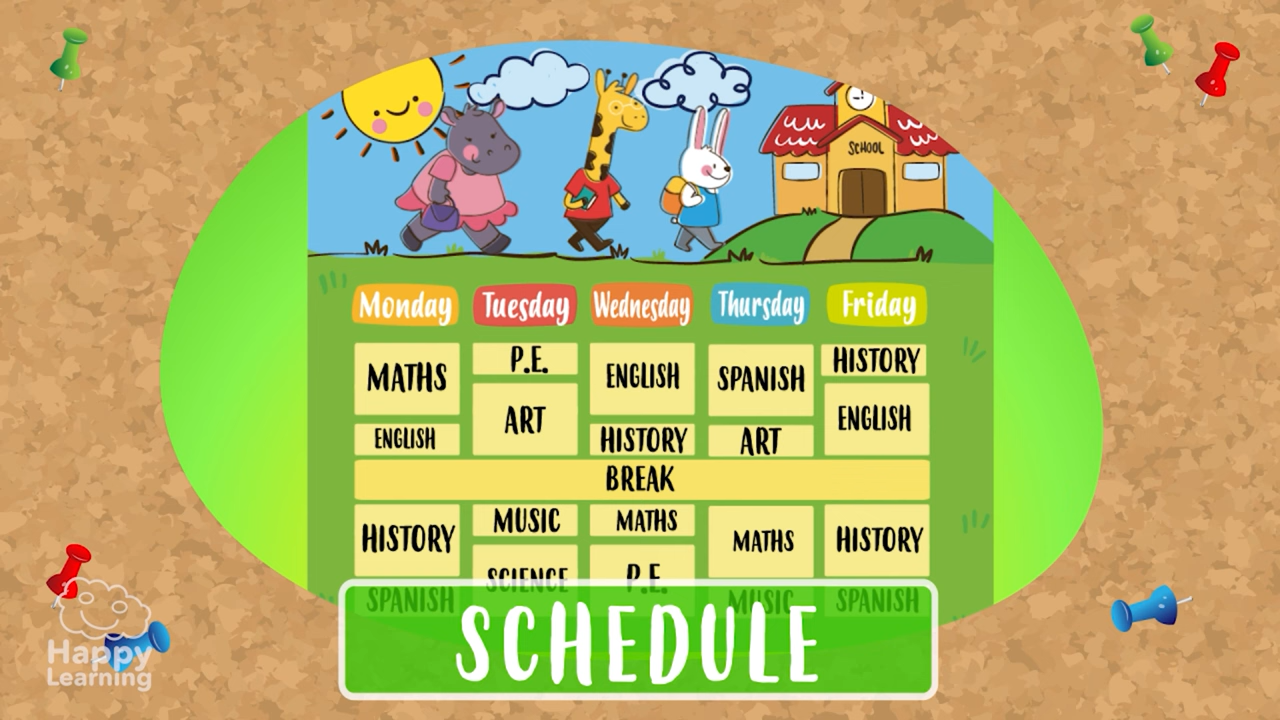 SCHOOL
Monday Tuesday Wednesday Thursday Friday
MATHS P.E. ENGLISH SPANISH HISTORY
ENGLISH ART HISTORY ART ENGLISH
BREAK
HISTORY MUSIC MATHS MATHS HISTORY
SPANISH SCIENCE P.E. MUSIC SPANISH
SCHEDULE
Happy
Learning